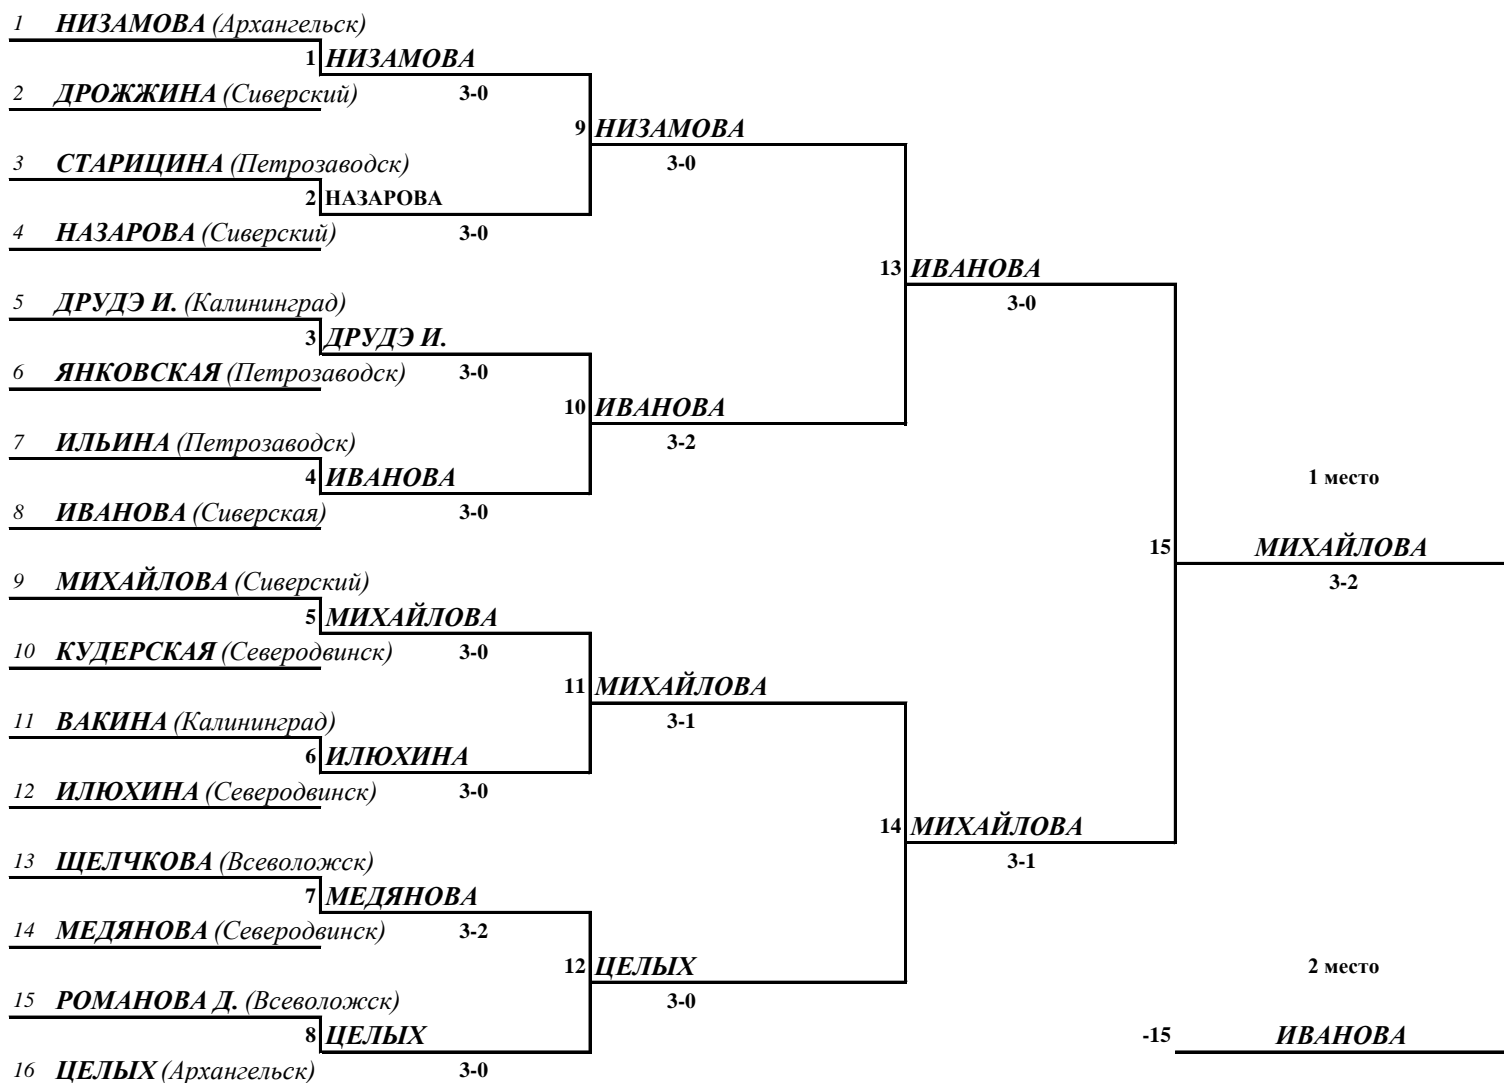 1 НИЗАМОВА (Архангельск)
1 НИЗАМОВА
2 ДРОЖЖИНА (Сиверский) 3-0
9 НИЗАМОВА
3 СТАРИЦИНА (Петрозаводск) 3-0
2 НАЗАРОВА
4 НАЗАРОВА (Сиверский) 3-0
13 ИВАНОВА
5 ДРУДЭ И. (Калининград) 3-0
3 ДРУДЭ И.
6 ЯНКОВСКАЯ (Петрозаводск) 3-0
10 ИВАНОВА
7 ИЛЬИНА (Петрозаводск) 3-2
4 ИВАНОВА 1 место
8 ИВАНОВА (Сиверская) 3-0
15 МИХАЙЛОВА
9 МИХАЙЛОВА (Сиверский) 3-2
5 МИХАЙЛОВА
10 КУДЕРСКАЯ (Северодвинск) 3-0
11 МИХАЙЛОВА
11 ВАКИНА (Калининград) 3-1
6 ИЛЮХИНА
12 ИЛЮХИНА (Северодвинск) 3-0
14 МИХАЙЛОВА
13 ЩЕЛЧКОВА (Всеволожск) 3-1
7 МЕДЯНОВА
14 МЕДЯНОВА (Северодвинск) 3-2
12 ЦЕЛЫХ 2 место
15 РОМАНОВА Д. (Всеволожск) 3-0
8 ЦЕЛЫХ -15 ИВАНОВА
16 ЦЕЛЫХ (Архангельск) 3-0